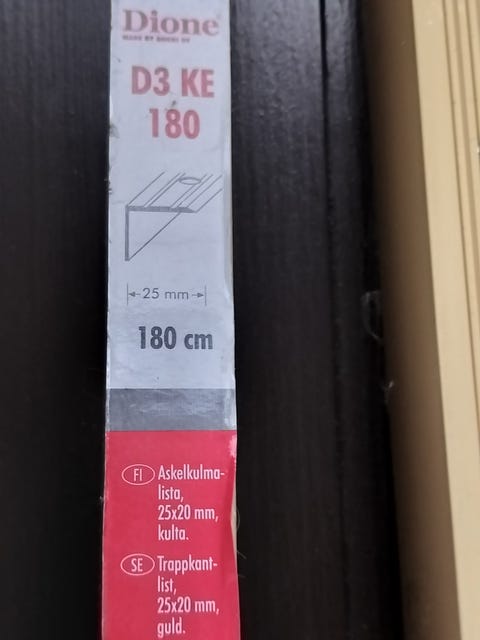 Dione
D3 KE
180
25 mm
180 cm
FI Askelkulma-
lista,
25x20 mm,
kulta.
SE Trappkant-
list,
25x20 mm,
guld.